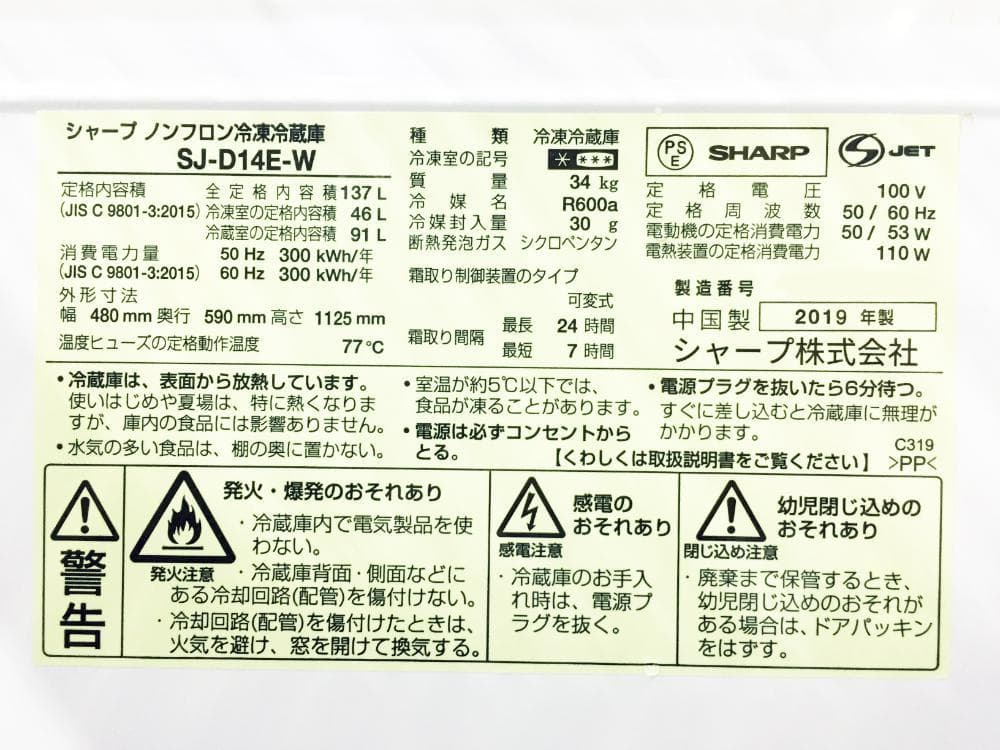 シャープ ノンフロン冷凍冷蔵庫
SJ-D14E-W
定格内容積 全定格内容積 137 L
(JIS C 9801-3:2015) 冷凍室の定格内容積 46 L
冷蔵室の定格内容積 91 L
消費電力量 50 Hz 300 kWh/年
(JIS C 9801-3:2015) 60 Hz 300 kWh/年
外形寸法
幅 480 mm 奥行 590 mm 高さ 1125 mm
温度ヒューズの定格動作温度 77℃
種類 冷凍冷蔵庫
冷凍室の記号 * ***
質量 34 kg
冷媒名 R600a
冷媒封入量 30 g
断熱発泡ガス シクロペンタン
霜取り制御装置のタイプ
可変式
霜取り間隔 最長 24 時間
最短 7 時間
PS E SHARP S JET
定格電圧 100 V
定格周波数 50 / 60 Hz
電動機の定格消費電力 50 / 53 W
電熱装置の定格消費電力 110 W
製造番号
中国製 2019 年製
シャープ株式会社
・冷蔵庫は、表面から放熱しています。
使いはじめや夏場は、特に熱くなりま
すが、庫内の食品には影響ありません。
・水気の多い食品は、棚の奥に置かない。
・室温が約5℃以下では、
食品が凍ることがあります。
・電源は必ずコンセントから
とる。
・電源プラグを抜いたら6分待つ。
すぐに差し込むと冷蔵庫に無理が
かかります。
C319
【くわしくは取扱説明書をご覧ください】 >PP<
警告
発火・爆発のおそれあり
発火注意
・冷蔵庫内で電気製品を使
わない。
・冷蔵庫背面・側面などに
ある冷却回路(配管)を傷付けない。
・冷却回路(配管)を傷付けたときは、
火気を避け、窓を開けて換気する。
感電の
おそれあり
感電注意
・冷蔵庫のお手入
れ時は、電源プ
ラグを抜く。
幼児閉じ込めの
おそれあり
閉じ込め注意
・廃棄まで保管するとき、
幼児閉じ込めのおそれが
ある場合は、ドアパッキン
をはずす。